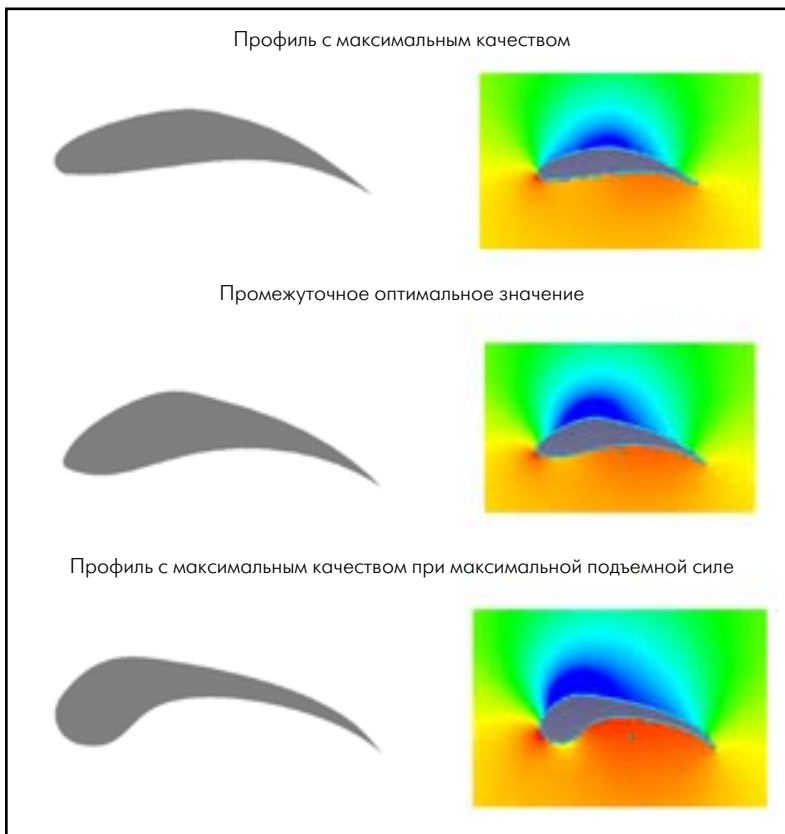 Профиль с максимальным качеством
Промежуточное оптимальное значение
Профиль с максимальным качеством при максимальной подъемной силе